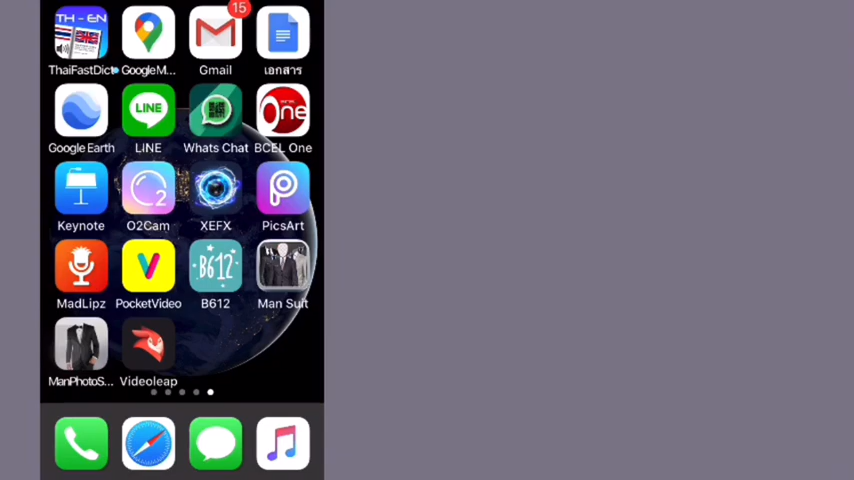 TH - EN
15
ThaiFastDict
GoogleM...
Gmail
เอกสาร
LINE
One
Google Earth
LINE
Whats Chat
BCEL One
O2
Keynote
O2Cam
XEFX
PicsArt
B612
MadLipz
PocketVideo
B612
Man Suit
ManPhotoS...
Videoleap